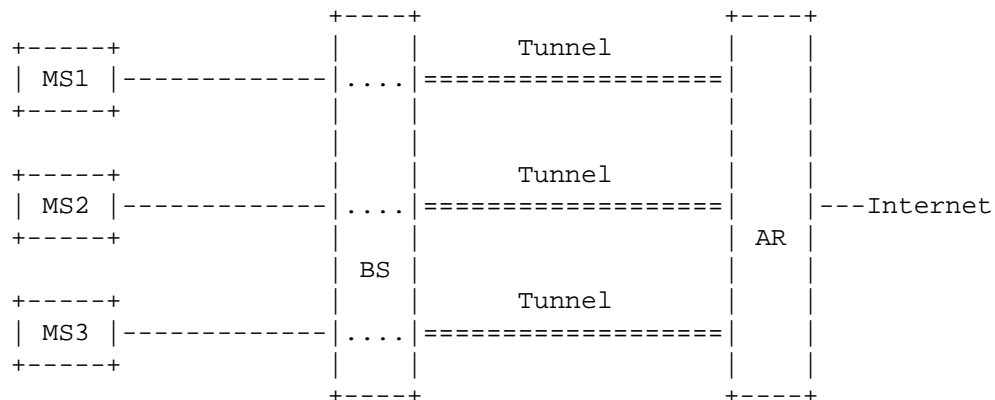 Tunnel
MS1
Tunnel
MS2
Internet
AR
BS
Tunnel
MS3